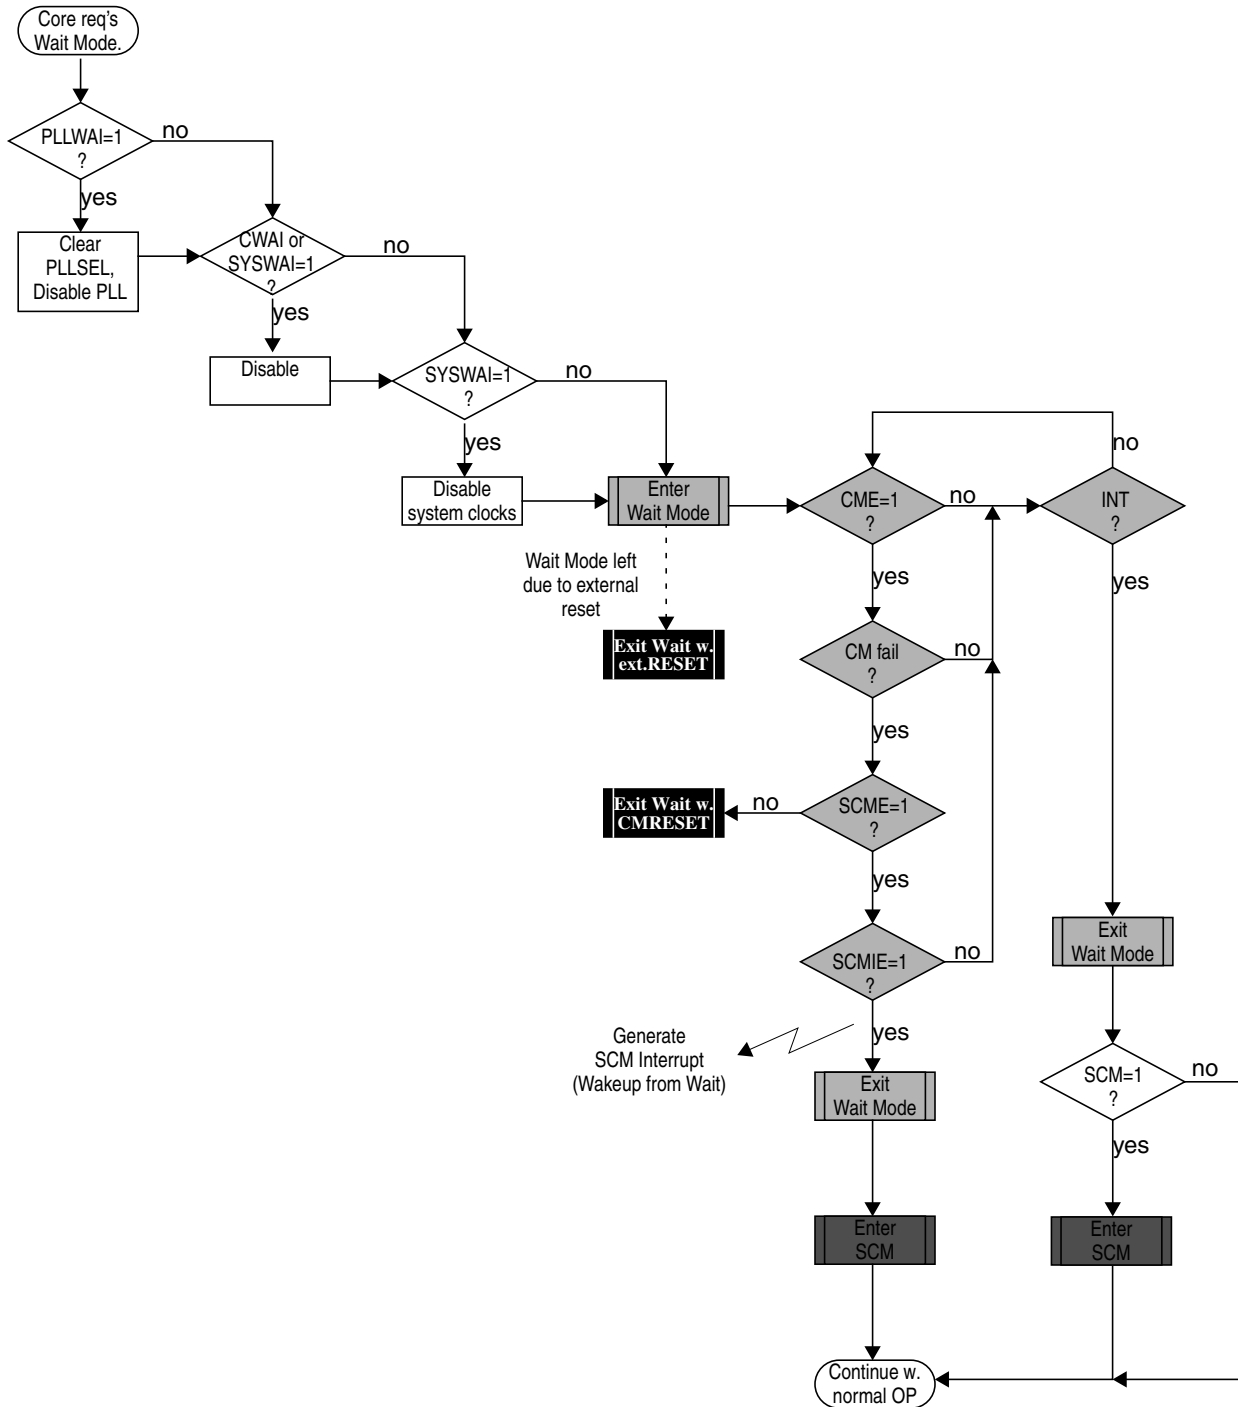 Core req's
Wait Mode.
PLLWAI=1
?
no
yes
Clear
PLLSEL,
Disable PLL
CWAI or
SYSWAI=1
?
no
yes
Disable
SYSWAI=1
?
no
yes
Disable
system clocks
Enter
Wait Mode
Wait Mode left
due to external
reset
Exit Wait w.
ext.RESET
CME=1
?
no
yes
INT
?
no
yes
CM fail
?
no
yes
SCME=1
?
no
yes
Exit Wait w.
CMRESET
SCMIE=1
?
no
yes
Generate
SCM Interrupt
(Wakeup from Wait)
Exit
Wait Mode
Exit
Wait Mode
SCM=1
?
no
yes
Enter
SCM
Enter
SCM
Continue w.
normal OP